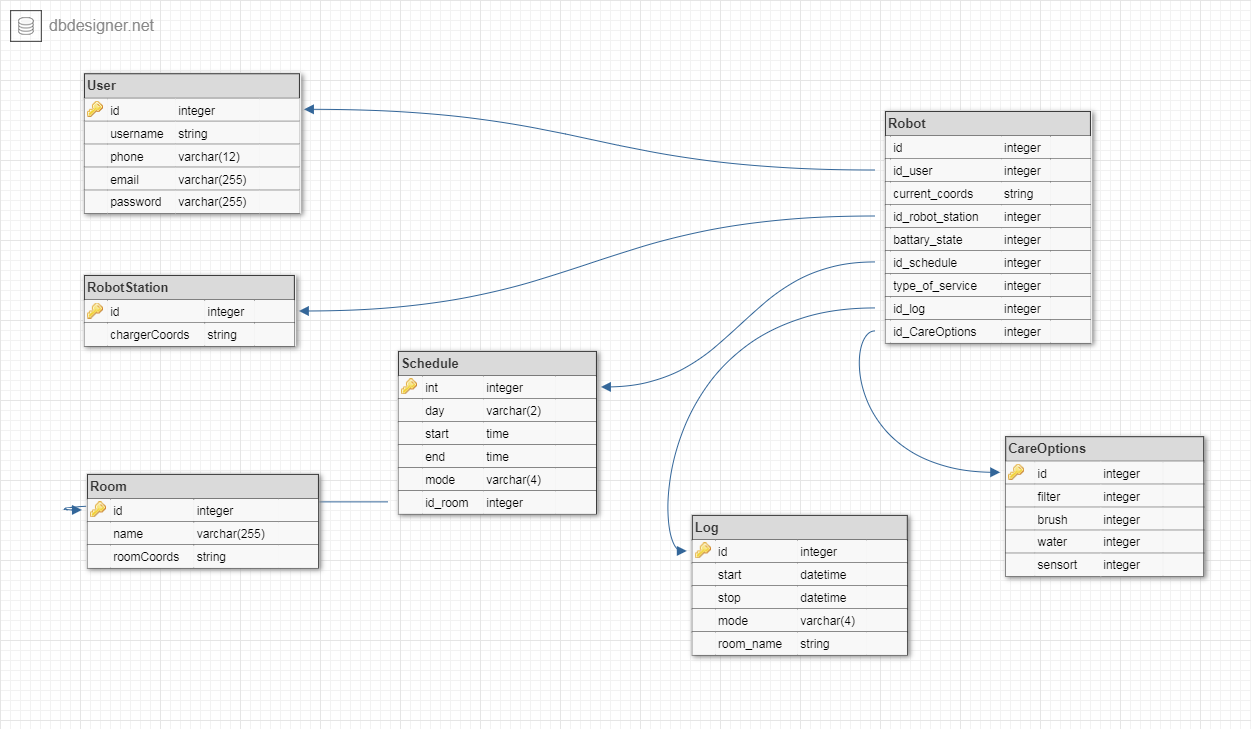 dbdesigner.net
User
id integer
username string
phone varchar(12)
email varchar(255)
password varchar(255)
Robot
id integer
id_user integer
current_coords string
id_robot_station integer
battary_state integer
id_schedule integer
type_of_service integer
id_log integer
id_CareOptions integer
RobotStation
id integer
chargerCoords string
Schedule
int integer
day varchar(2)
start time
end time
mode varchar(4)
id_room integer
Room
id integer
name varchar(255)
roomCoords string
Log
id integer
start datetime
stop datetime
mode varchar(4)
room_name string
CareOptions
id integer
filter integer
brush integer
water integer
sensort integer